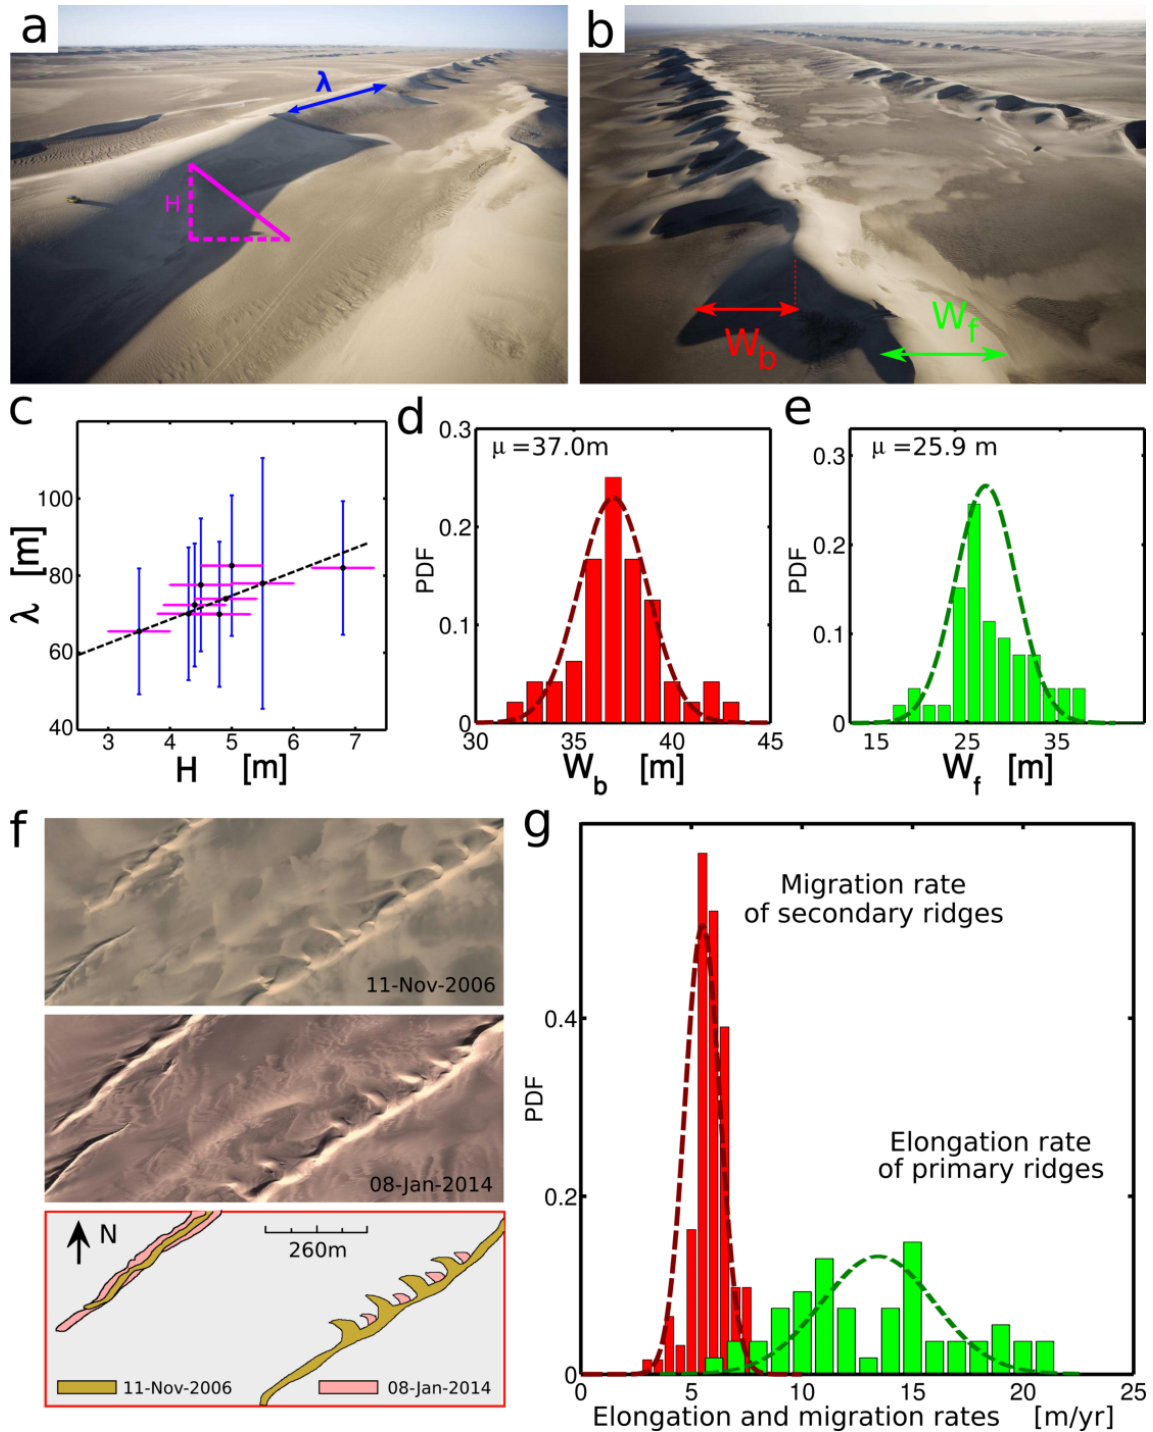 a
λ
H
b
W_b
W_f
c
λ [m]
100
80
60
40
3 4 5 6 7
H [m]
d
PDF
0.3
0.2
0.1
0
μ =37.0m
30 35 40 45
W_b [m]
e
PDF
0.3
0.2
0.1
0
μ =25.9 m
15 25 35
W_f [m]
f
11-Nov-2006
08-Jan-2014
N
260m
11-Nov-2006
08-Jan-2014
g
PDF
0.4
0.2
0
Migration rate
of secondary ridges
Elongation rate
of primary ridges
0 5 10 15 20 25
Elongation and migration rates [m/yr]